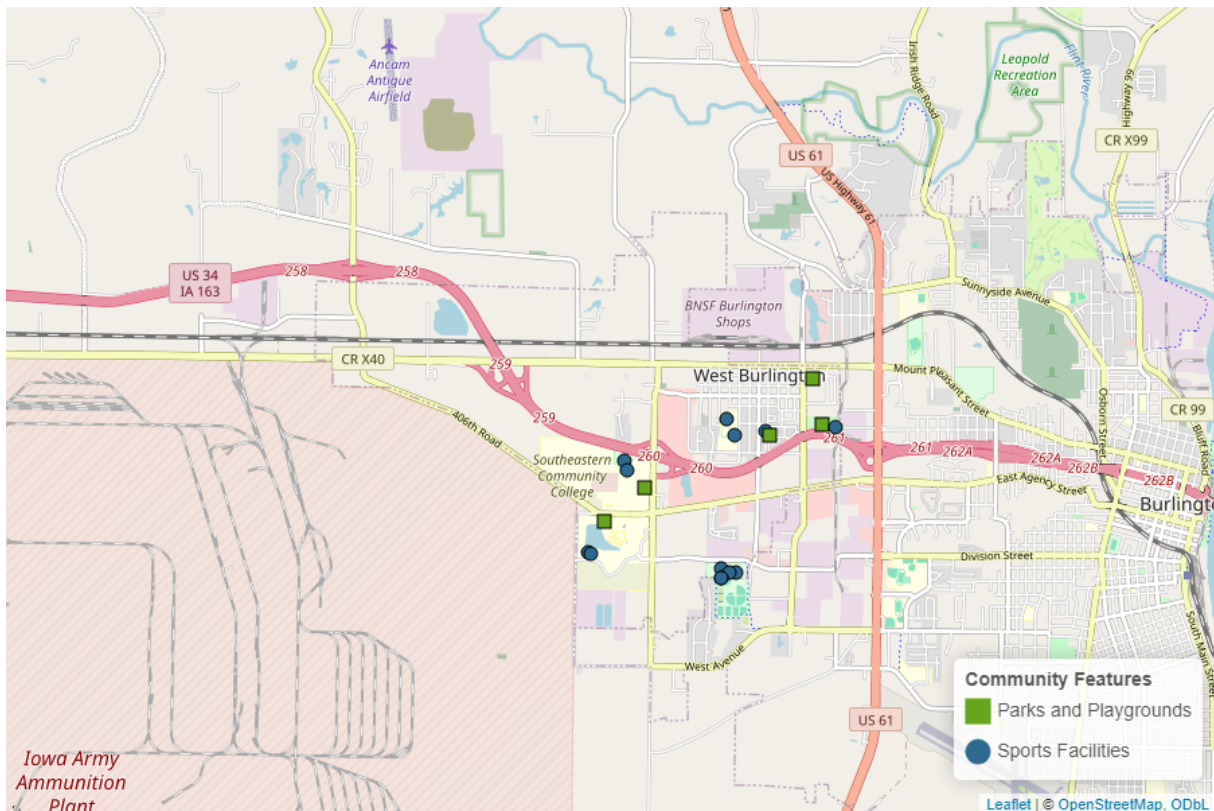 Ancam
Antique
Airfield
Irish Ridge Road
Leopold
Recreation
Area
Flint River
Highway 99
CR X99
US 61
US Highway 61
US 34
IA 163
258
258
BNSF Burlington
Shops
Sunnyside Avenue
CR X40
259
West Burlington
Mount Pleasant Street
Osborn Street
CR 99
Bluff Road
406th Road
259
260
260
261
261
262A
262A
262B
262B
Southeastern
Community
College
East Agency Street
Burlingto
Division Street
West Avenue
South Main Street
US 61
Iowa Army
Ammunition
Plant
Community Features
Parks and Playgrounds
Sports Facilities
Leaflet | © OpenStreetMap, ODbL